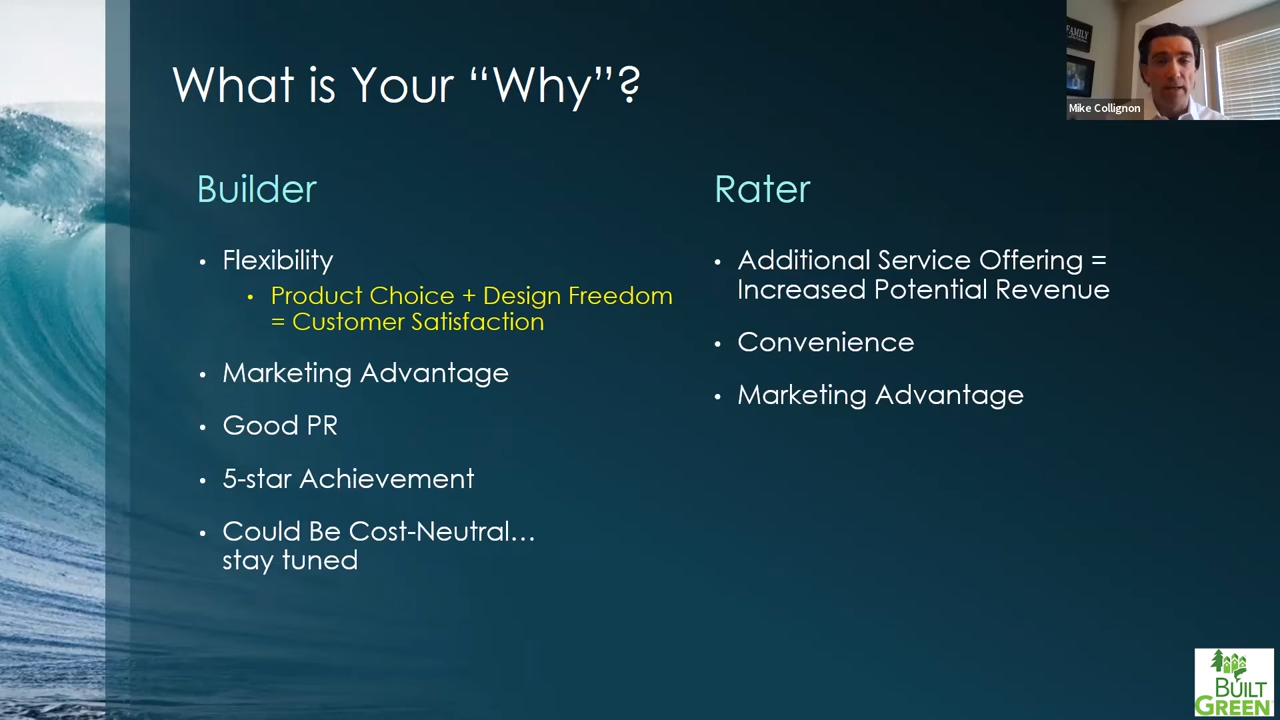 What is Your “Why”?
FAMILY
Mike Collignon
Builder
• Flexibility
• Product Choice + Design Freedom
= Customer Satisfaction
• Marketing Advantage
• Good PR
• 5-star Achievement
• Could Be Cost-Neutral…
stay tuned
Rater
• Additional Service Offering =
Increased Potential Revenue
• Convenience
• Marketing Advantage
BUILT
GREEN